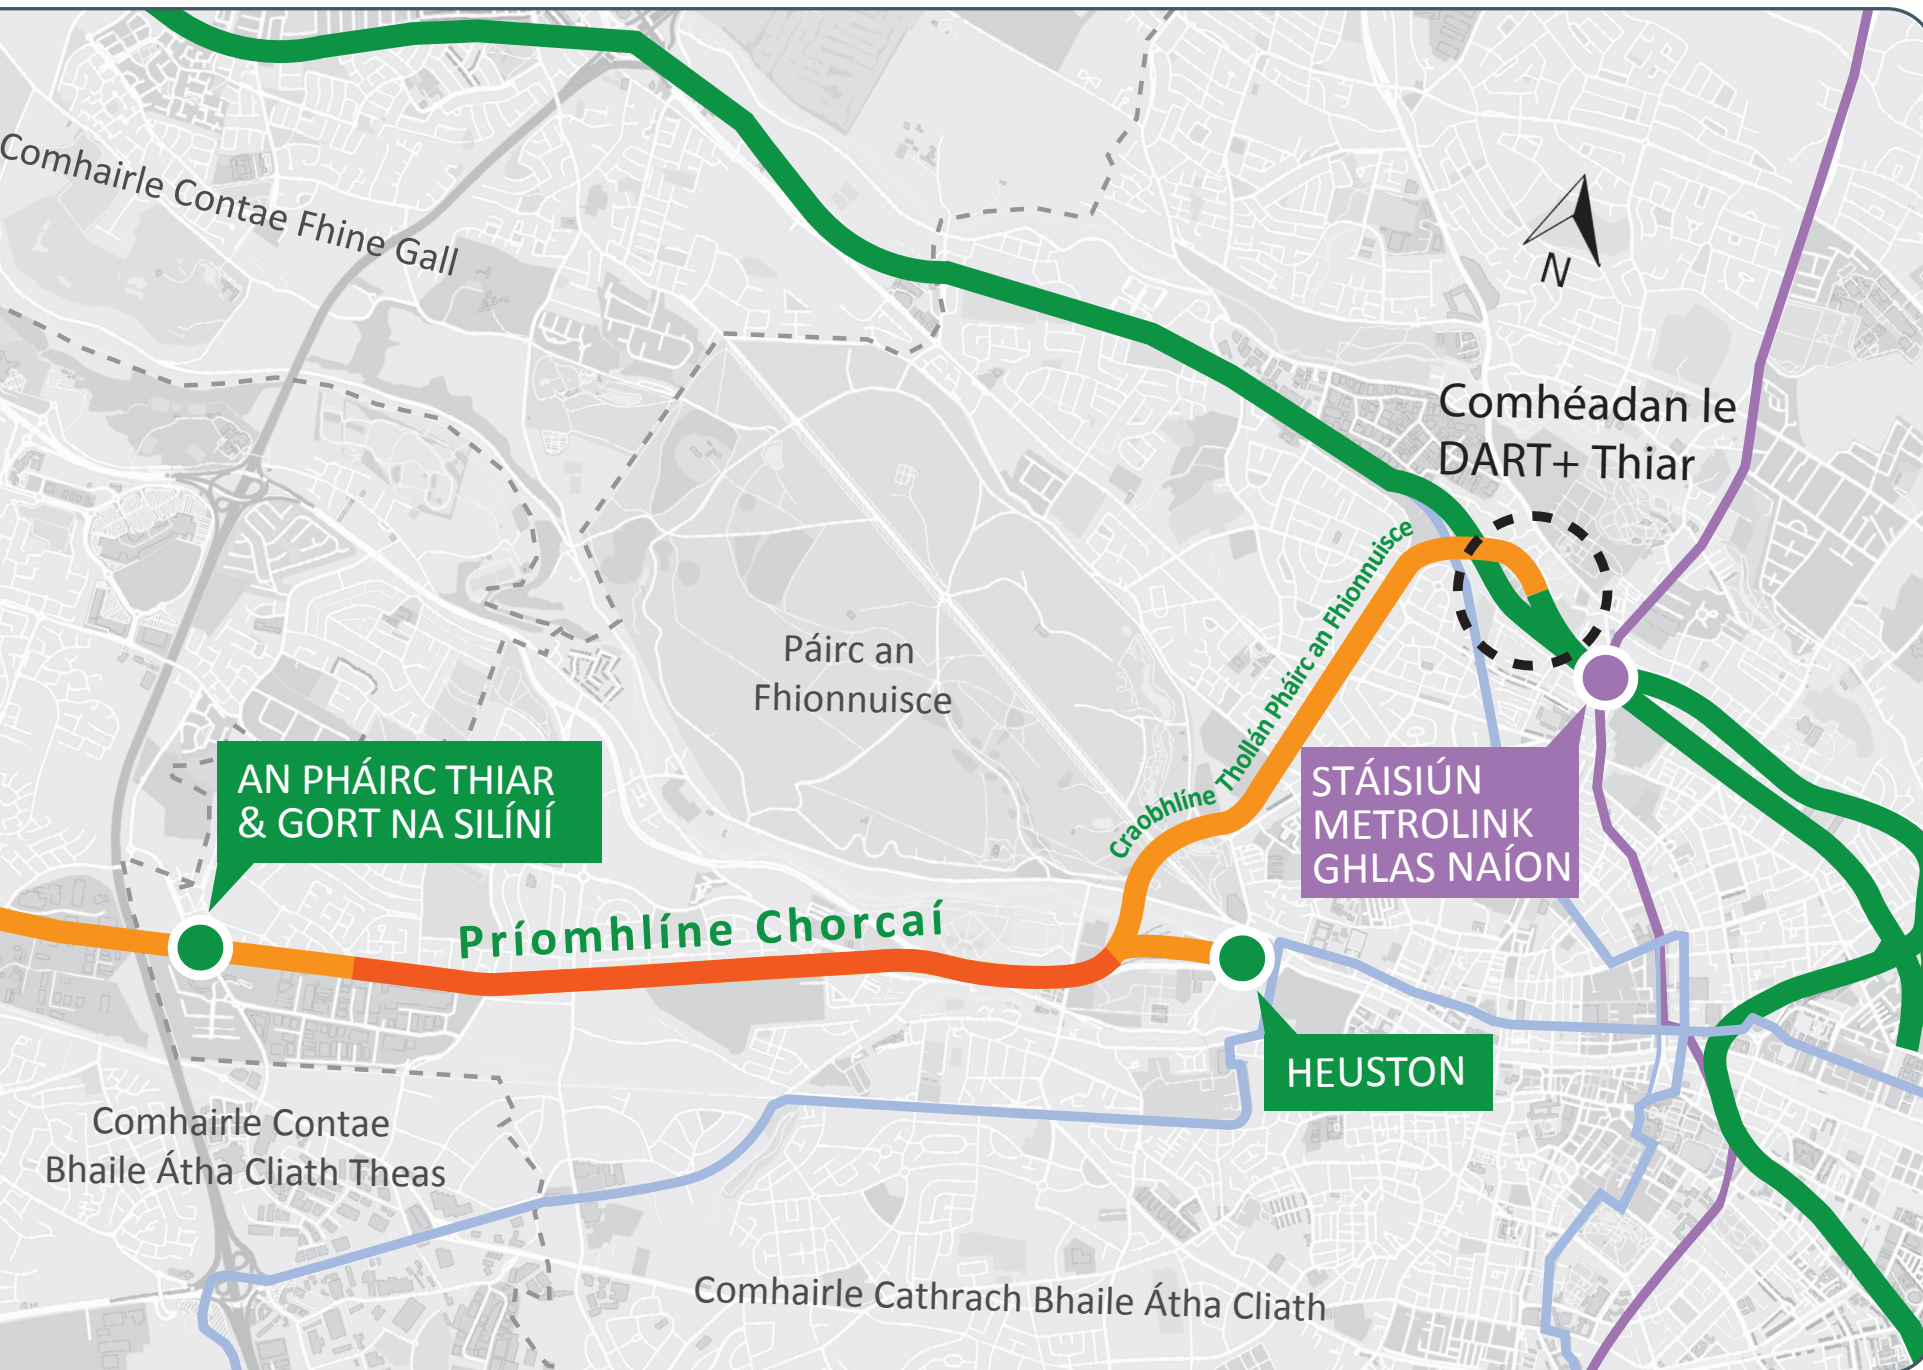 Comhairle Contae Fhine Gall
N
Comhéadan le
DART+ Thiar
Craobhlíne Thollán Pháirc an Fhionnuisce
Páirc an
Fhionnuisce
AN PHÁIRC THIAR
& GORT NA SILÍNÍ
STÁISIÚN
METROLINK
GHLAS NAÍON
Príomhlíne Chorcaí
HEUSTON
Comhairle Contae
Bhaile Átha Cliath Theas
Comhairle Cathrach Bhaile Átha Cliath